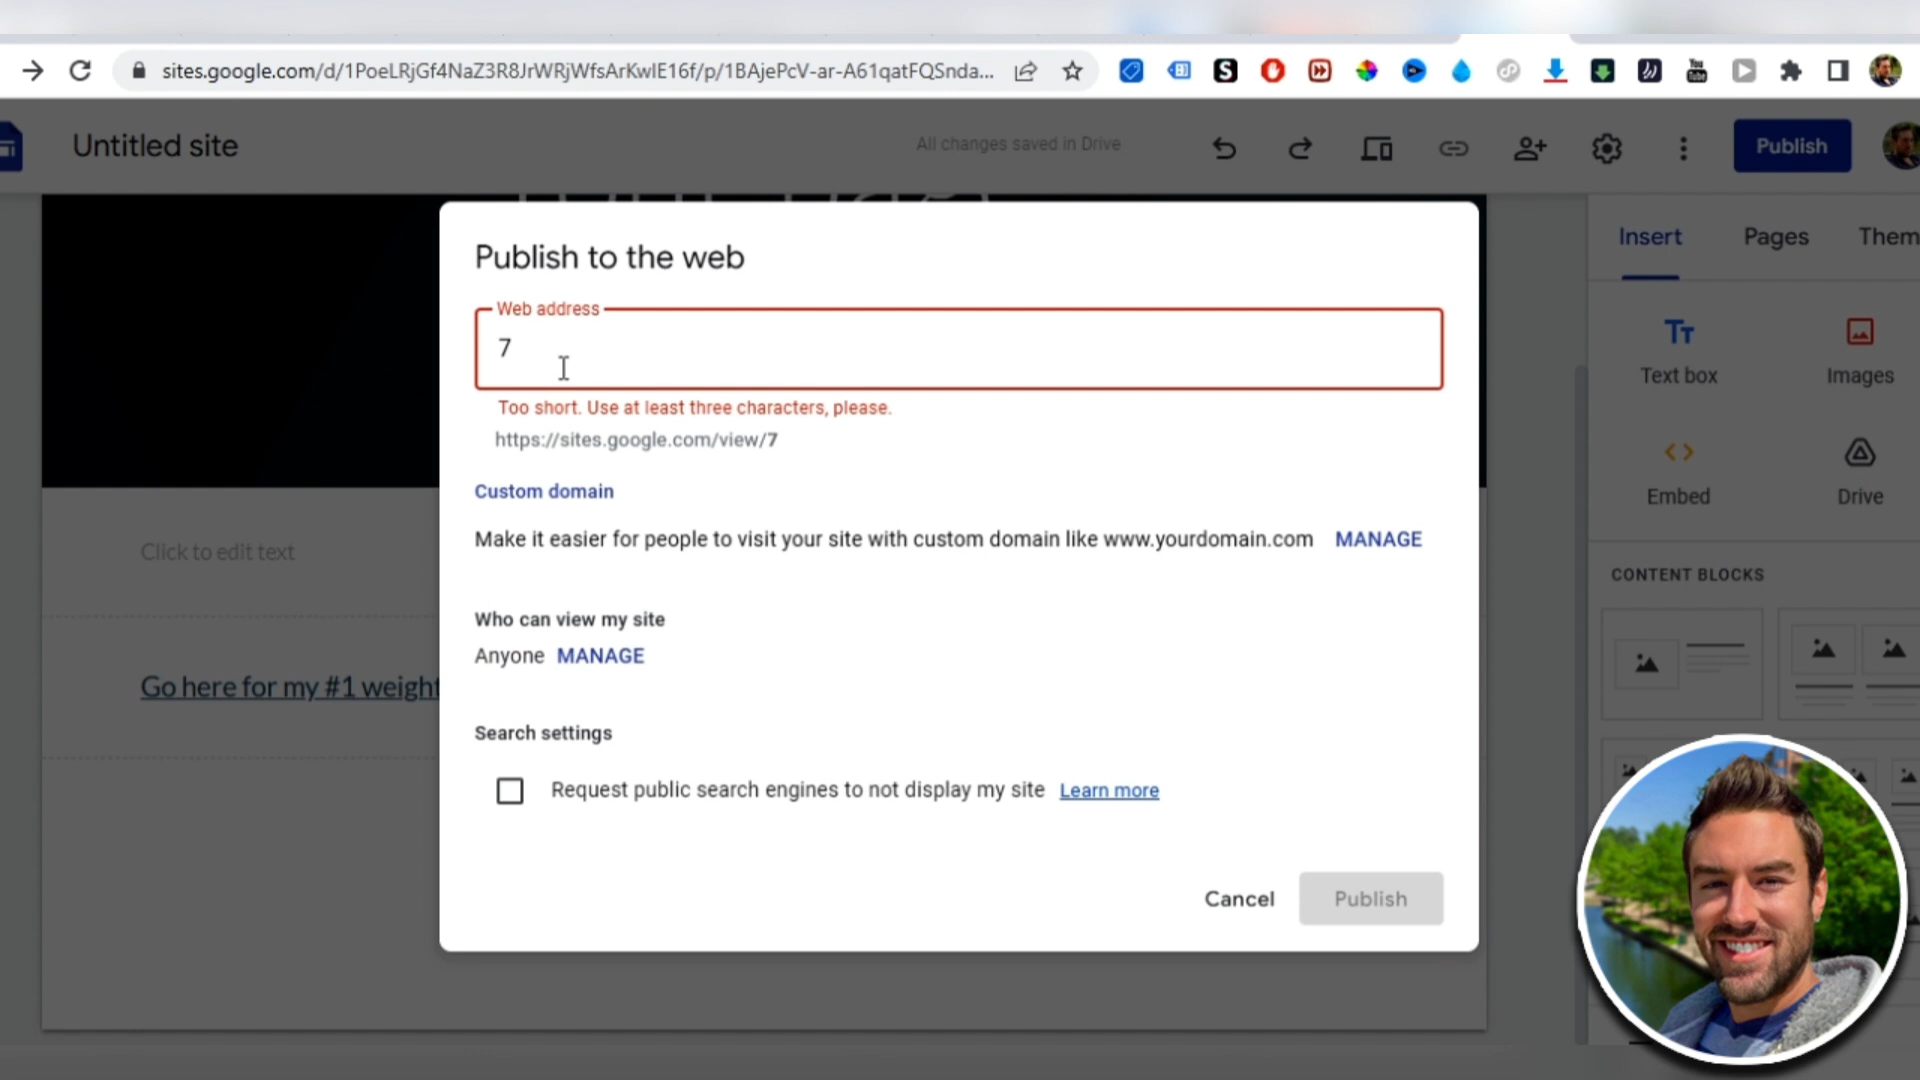 sites.google.com/d/1PoeLRjGf4NaZ3R8JrWRjWfsArKwIE16f/p/1BAjePcV-ar-A61qatFQSnda...
You
Tube
Untitled site
All changes saved in Drive
Publish
Publish to the web
Insert
Pages
Them
Web address
7
Too short. Use at least three characters, please.
https://sites.google.com/view/7
Text box
Images
Custom domain
Embed
Drive
Make it easier for people to visit your site with custom domain like www.yourdomain.com MANAGE
Click to edit text
CONTENT BLOCKS
Who can view my site
Anyone MANAGE
Go here for my #1 weight
Search settings
Request public search engines to not display my site Learn more
Cancel
Publish